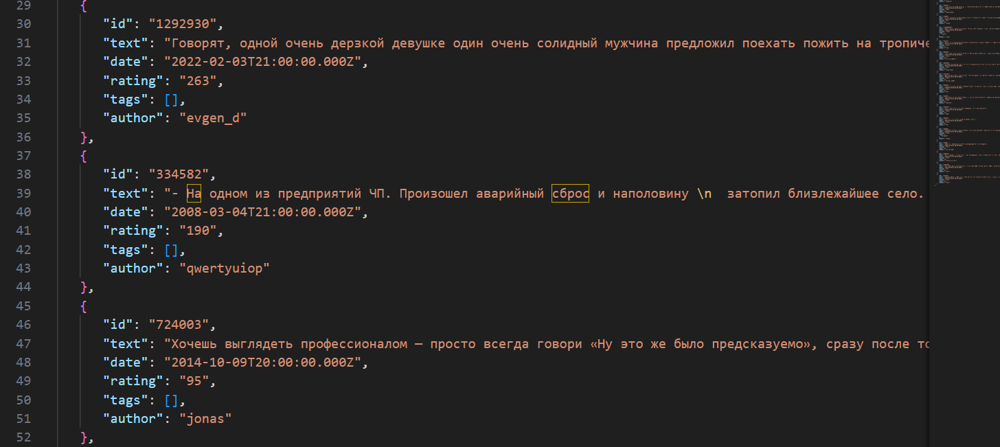 29 {
30 "id": "1292930",
31 "text": "Говорят, одной очень дерзкой девушке один очень солидный мужчина предложил поехать пожить на тропиче
32 "date": "2022-02-03T21:00:00.000Z",
33 "rating": "263",
34 "tags": [],
35 "author": "evgen_d"
36 },
37 {
38 "id": "334582",
39 "text": "- На одном из предприятий ЧП. Произошел аварийный сброс и наполовину \n  затопил близлежайшее село.
40 "date": "2008-03-04T21:00:00.000Z",
41 "rating": "190",
42 "tags": [],
43 "author": "qwertyuiop"
44 },
45 {
46 "id": "724003",
47 "text": "Хочешь выглядеть профессионалом — просто всегда говори «Ну это же было предсказуемо», сразу после то
48 "date": "2014-10-09T20:00:00.000Z",
49 "rating": "95",
50 "tags": [],
51 "author": "jonas"
52 },